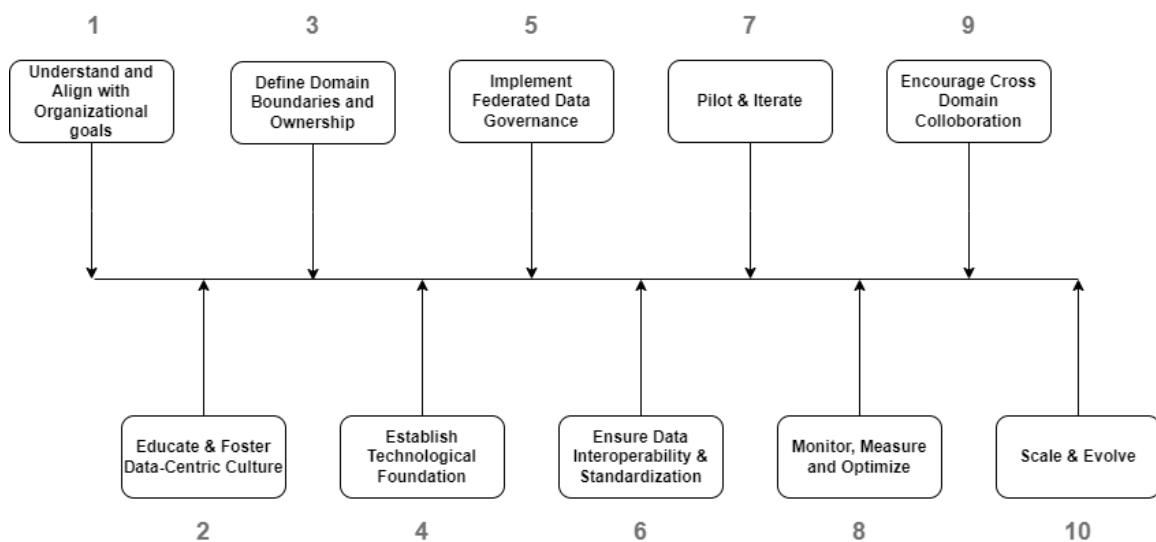 1
3
5
7
9
Understand and
Align with
Organizational
goals
Define Domain
Boundaries and
Ownership
Implement
Federated Data
Governance
Pilot & Iterate
Encourage Cross
Domain
Colloboration
Educate & Foster
Data-Centric Culture
Establish
Technological
Foundation
Ensure Data
Interoperability &
Standardization
Monitor, Measure
and Optimize
Scale & Evolve
2
4
6
8
10